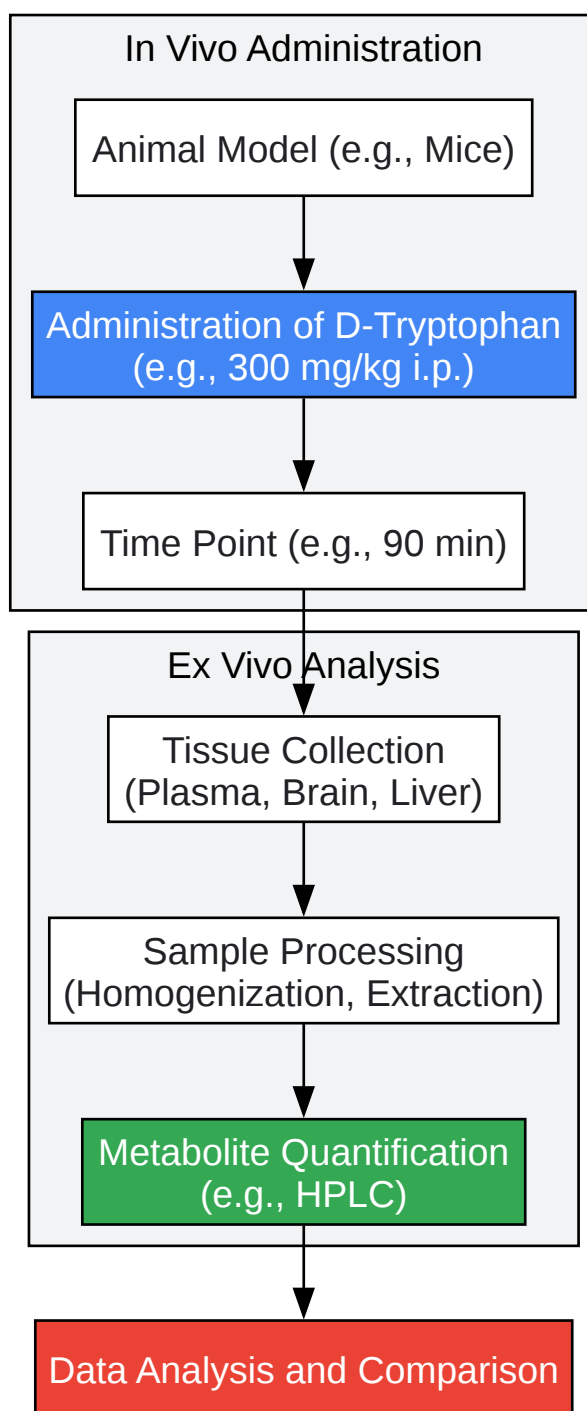 In Vivo Administration
Animal Model (e.g., Mice)
Administration of D-Tryptophan
(e.g., 300 mg/kg i.p.)
Time Point (e.g., 90 min)
Ex Vivo Analysis
Tissue Collection
(Plasma, Brain, Liver)
Sample Processing
(Homogenization, Extraction)
Metabolite Quantification
(e.g., HPLC)
Data Analysis and Comparison